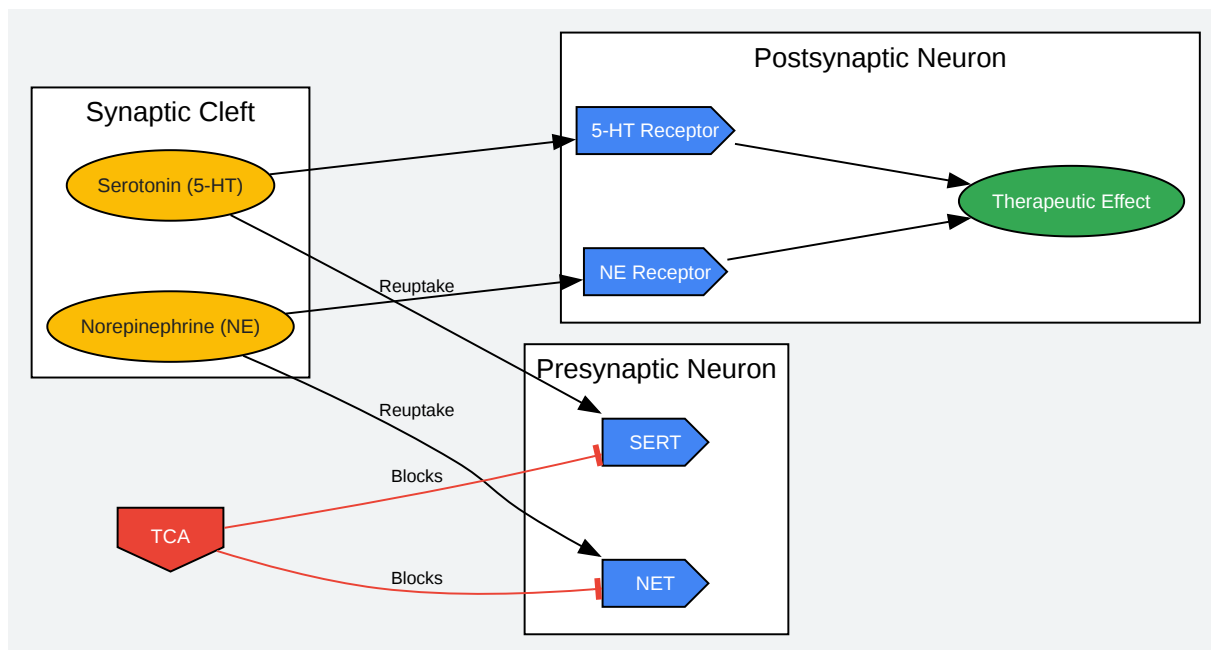 Postsynaptic Neuron
Synaptic Cleft
5-HT Receptor
Serotonin (5-HT)
Therapeutic Effect
NE Receptor
Reuptake
Norepinephrine (NE)
Presynaptic Neuron
Reuptake
SERT
Blocks
TCA
Blocks
NET